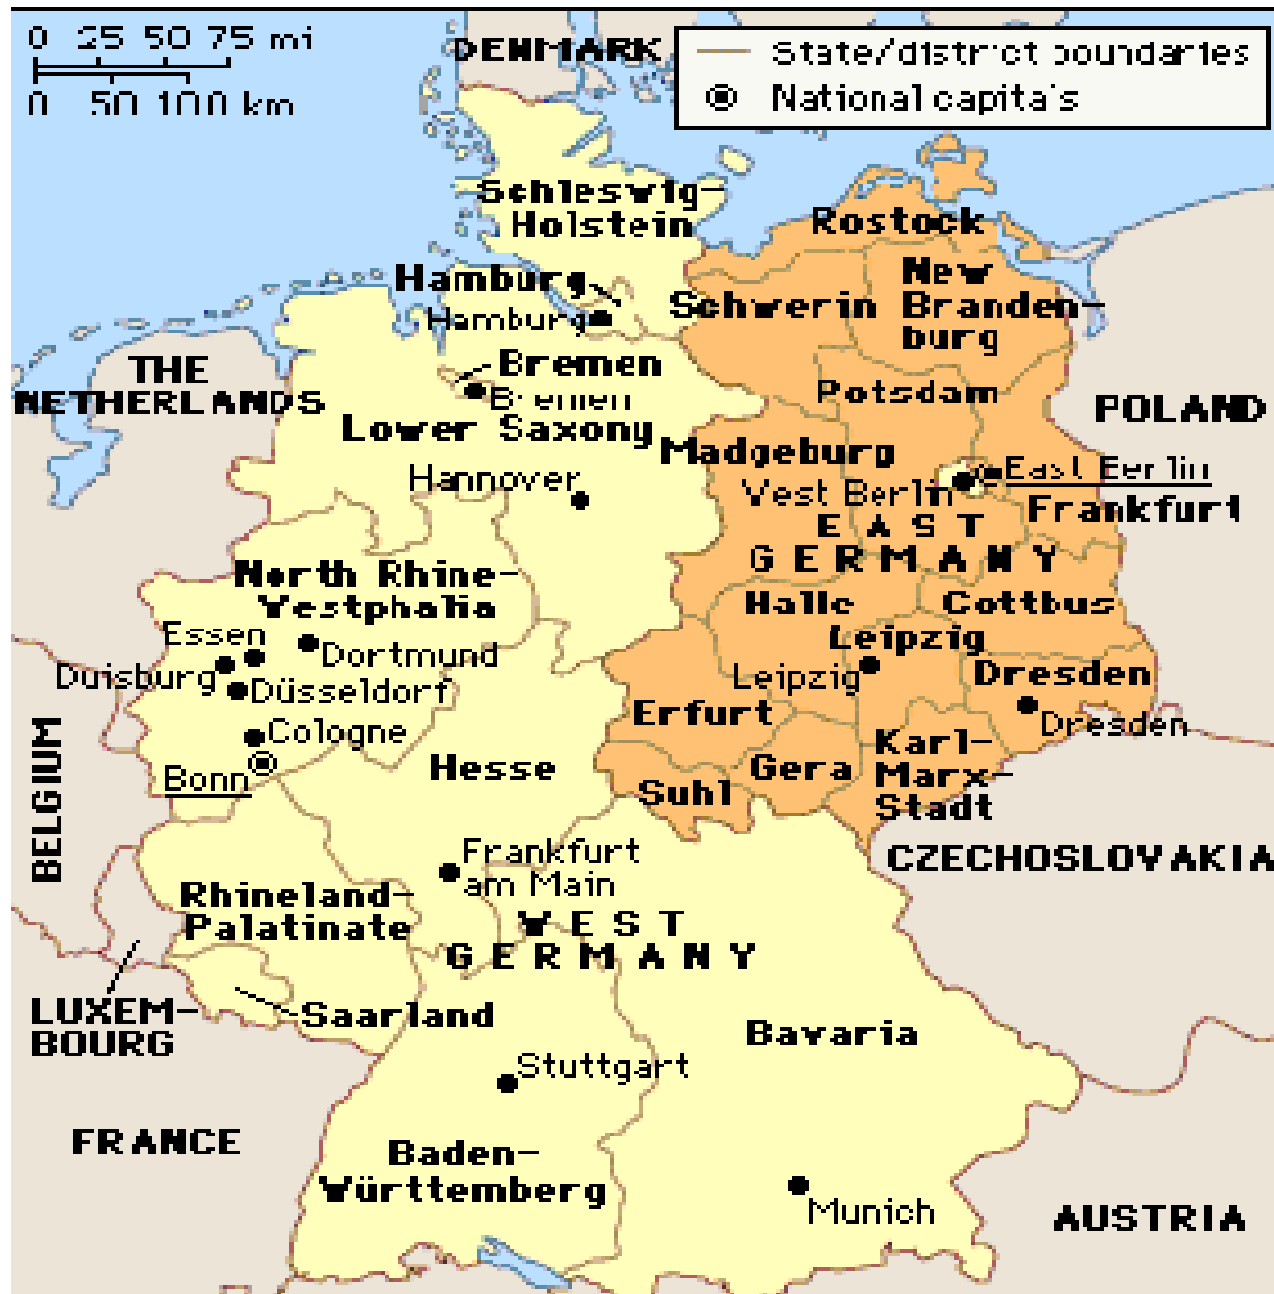 0 25 50 75 mi
0 50 100 km
DENMARK
State/district boundaries
National capitals
Schleswig-
Holstein
Rostock
Hamburg
Hamburg
Schwerin
New
Branden-
burg
THE
NETHERLANDS
Bremen
Bremen
Potsdam
POLAND
Lower Saxony
Madgeburg
Hannover
West Berlin
East Berlin
Frankfurt
EAST
GERMANY
North Rhine-
Westphalia
Halle
Cottbus
Essen
Dortmund
Duisburg
Düsseldorf
Leipzig
Leipzig
Dresden
Dresden
Erfurt
Cologne
Bonn
Hesse
Suhl
Gera
Karl-
Marx-
Stadt
BELGIUM
Frankfurt
am Main
CZECHOSLOVAKIA
Rhineland-
Palatinate
WEST
GERMANY
LUXEM-
BOURG
Saarland
Bavaria
Stuttgart
FRANCE
Baden-
Württemberg
Munich
AUSTRIA